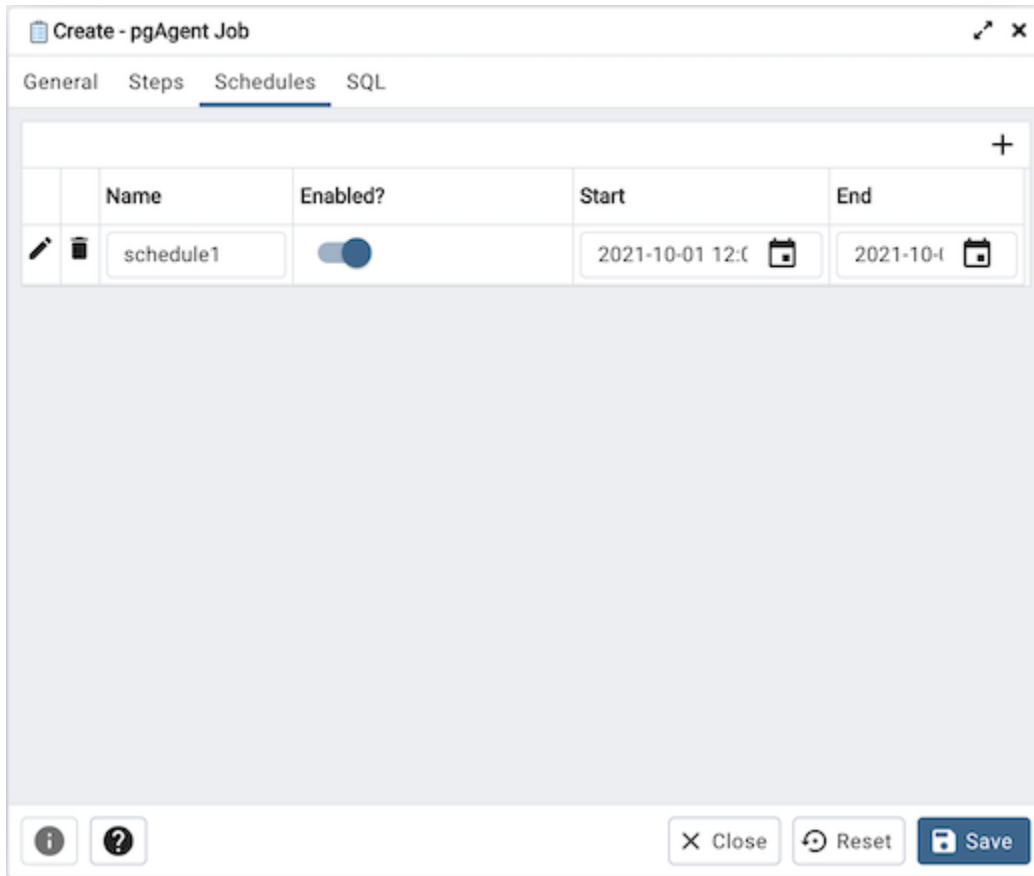 Create - pgAgent Job
General Steps Schedules SQL
Name Enabled? Start End
schedule1 2021-10-01 2021-10-
Close Reset Save